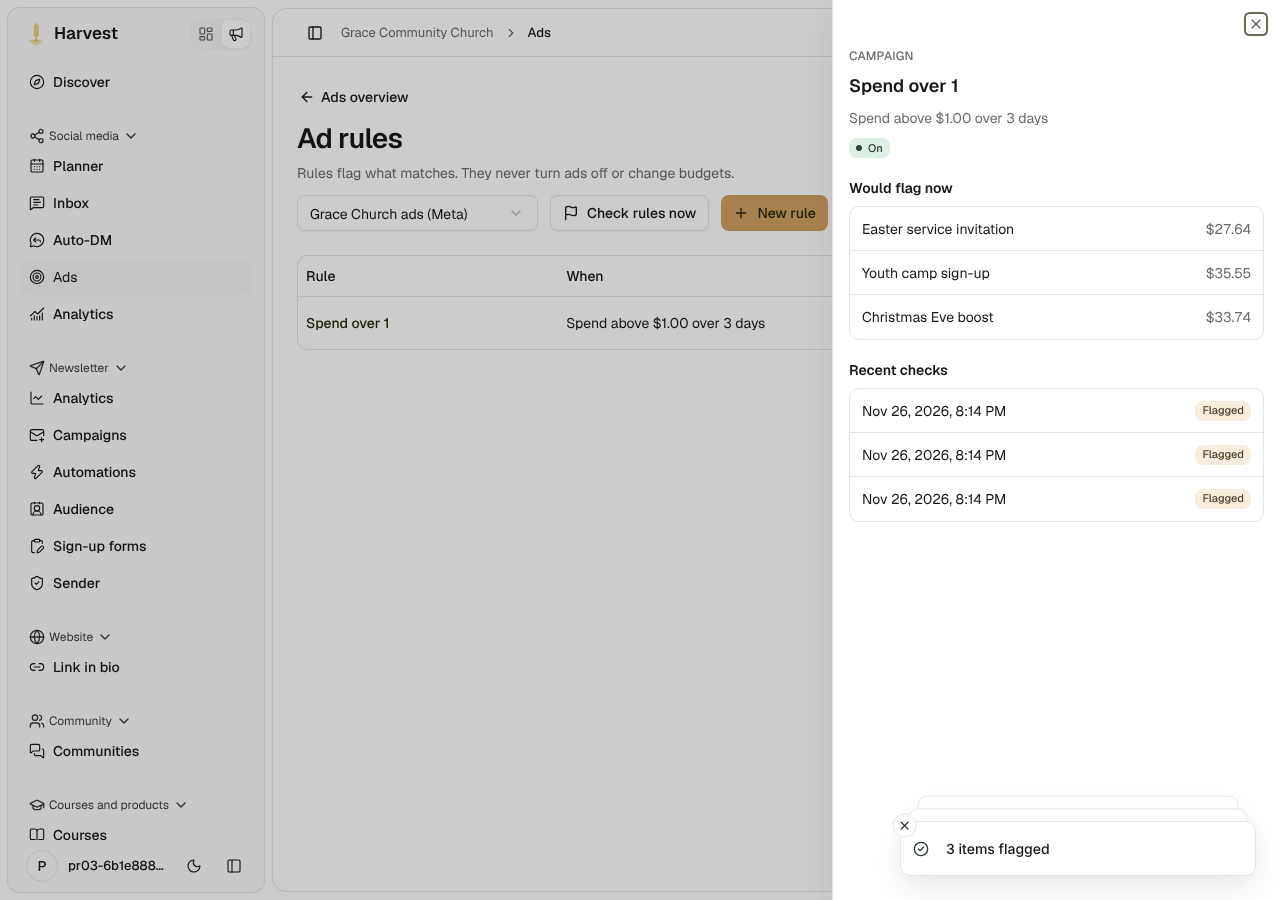 Harvest
Discover
Social media
Planner
Inbox
Auto-DM
Ads
Analytics
Newsletter
Analytics
Campaigns
Automations
Audience
Sign-up forms
Sender
Website
Link in bio
Community
Communities
Courses and products
Courses
P
pr03-6b1e888...
Grace Community Church
Ads
Ads overview
Ad rules
Rules flag what matches. They never turn ads off or change budgets.
Grace Church ads (Meta)
Check rules now
New rule
Rule When
Spend over 1 Spend above $1.00 over 3 days
CAMPAIGN
Spend over 1
Spend above $1.00 over 3 days
On
Would flag now
Easter service invitation $27.64
Youth camp sign-up $35.55
Christmas Eve boost $33.74
Recent checks
Nov 26, 2026, 8:14 PM Flagged
Nov 26, 2026, 8:14 PM Flagged
Nov 26, 2026, 8:14 PM Flagged
3 items flagged